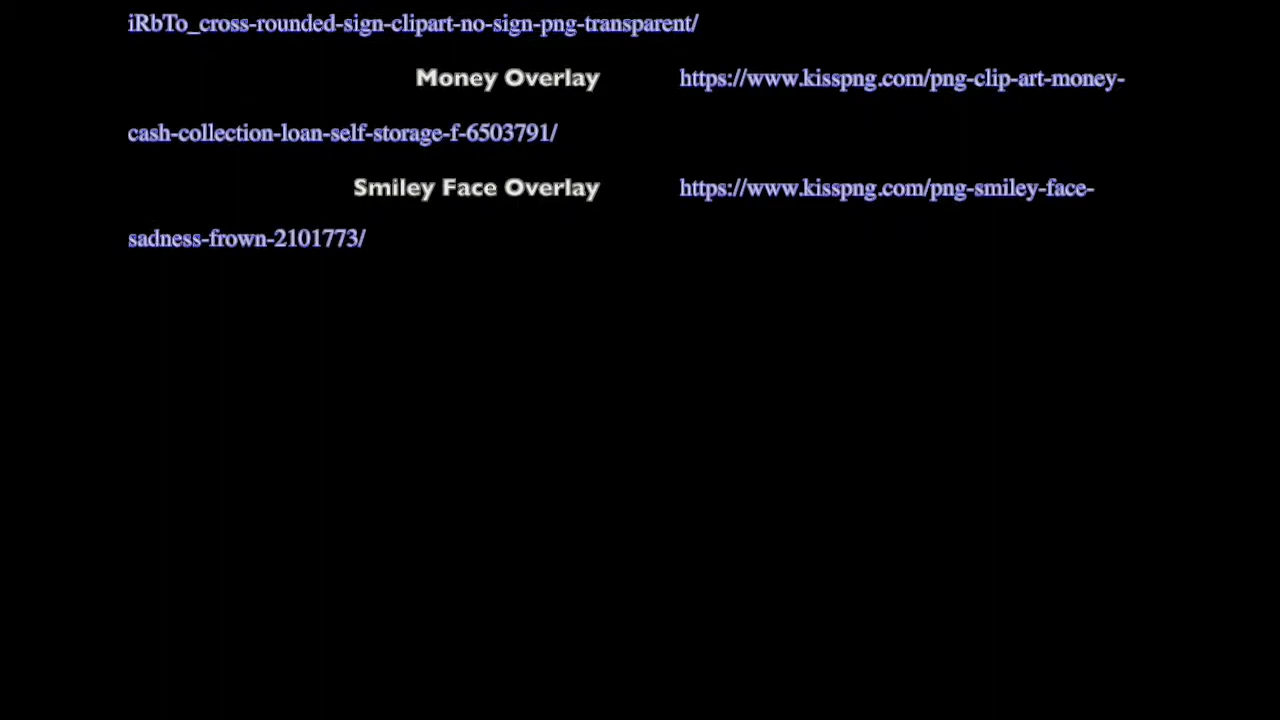 iRbTo_cross-rounded-sign-clipart-no-sign-png-transparent/
Money Overlay https://www.kisspng.com/png-clip-art-money-
cash-collection-loan-self-storage-f-6503791/
Smiley Face Overlay https://www.kisspng.com/png-smiley-face-
sadness-frown-2101773/